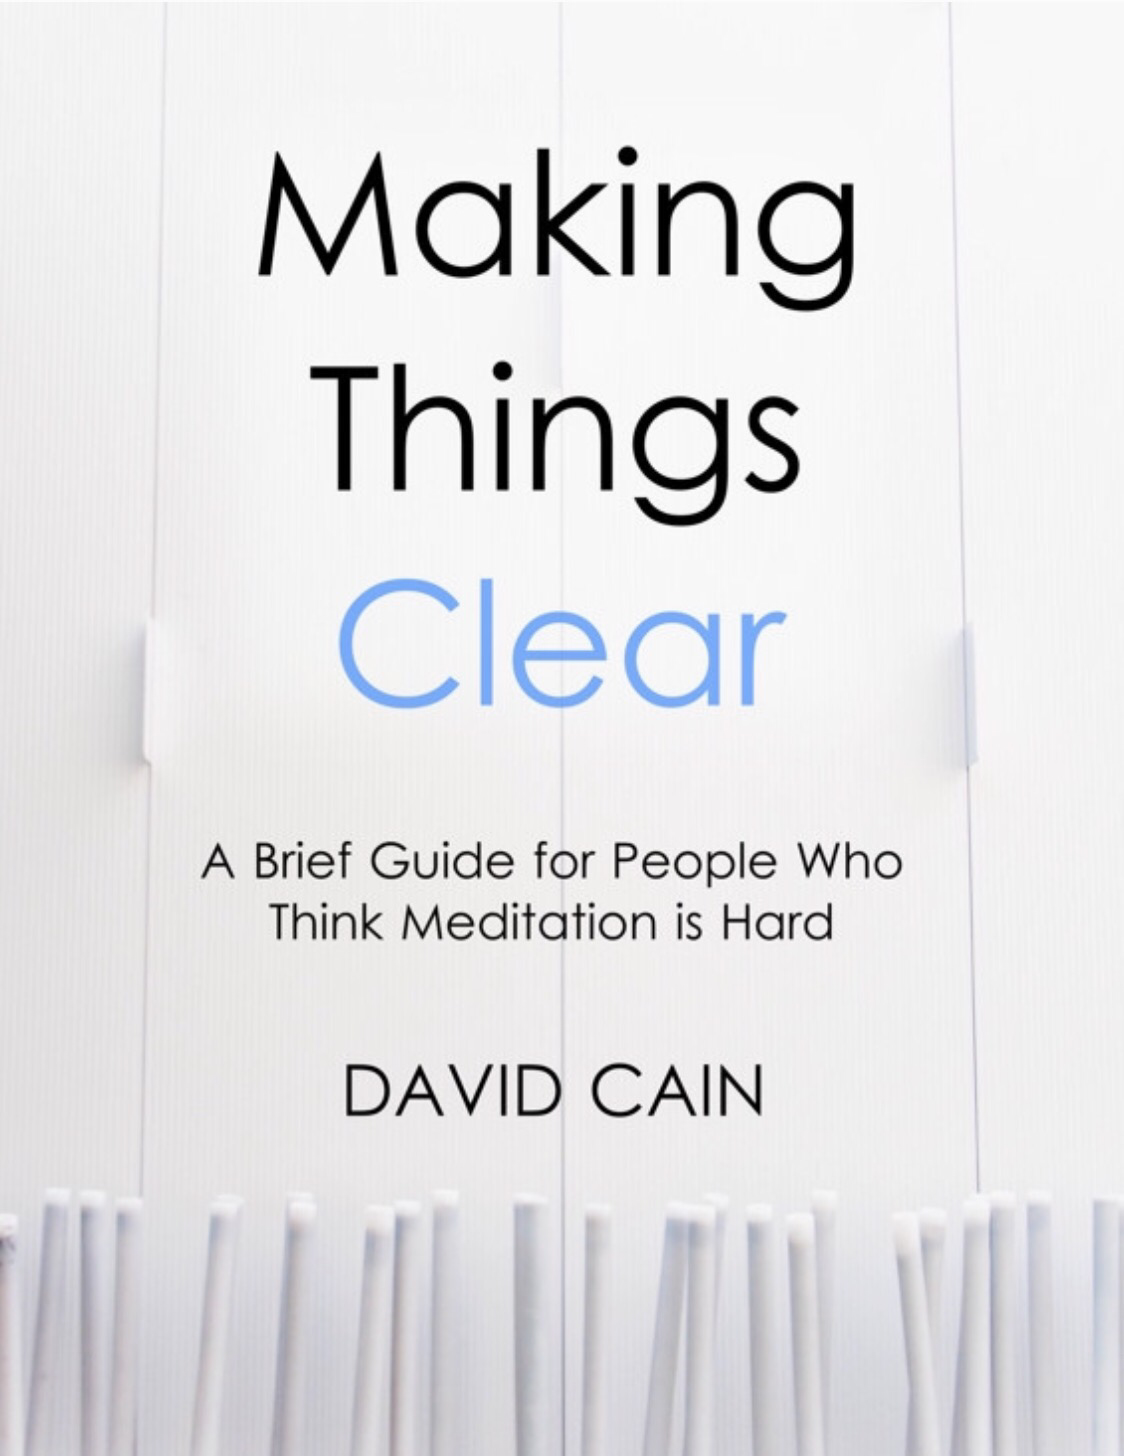 Making
Things
Clear
A Brief Guide for People Who
Think Meditation is Hard
DAVID CAIN